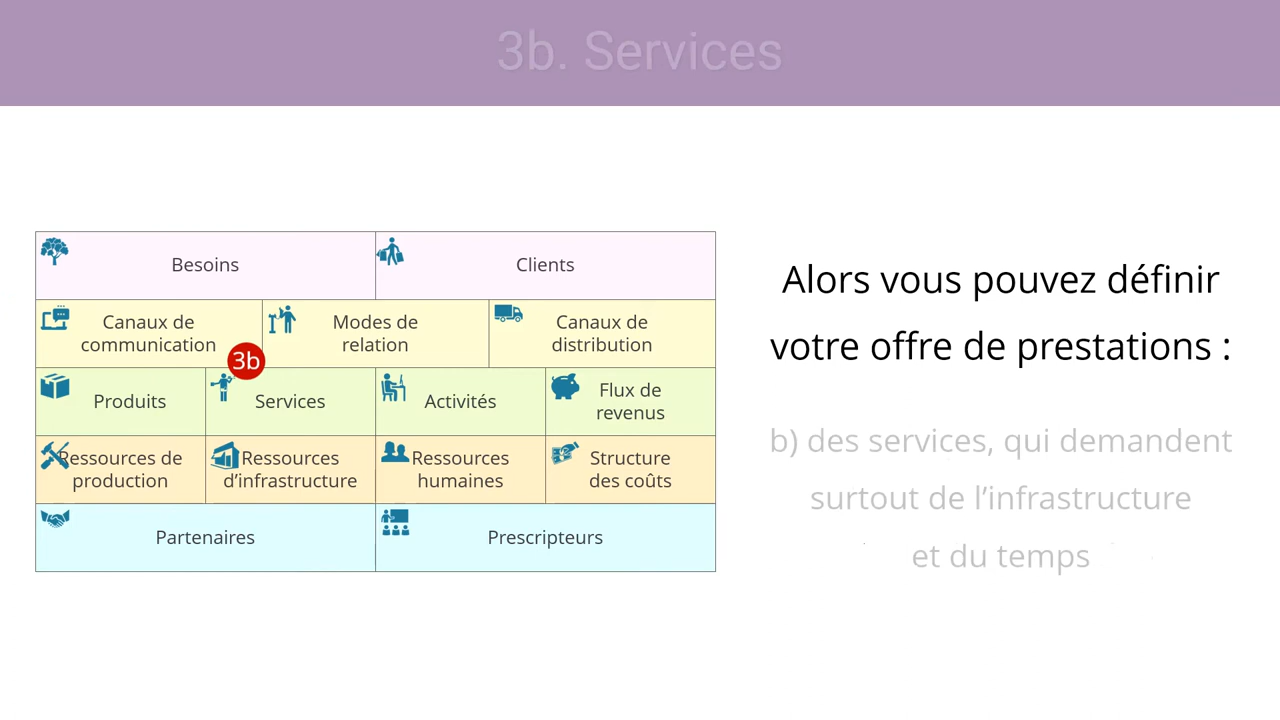 3b. Services
Besoins
Clients
Canaux de
communication
Modes de
relation
Canaux de
distribution
3b
Produits
Services
Activités
Flux de
revenus
Ressources de
production
Ressources
d’infrastructure
Ressources
humaines
Structure
des coûts
Partenaires
Prescripteurs
Alors vous pouvez définir
votre offre de prestations :
b) des services, qui demandent
surtout de l’infrastructure
et du temps